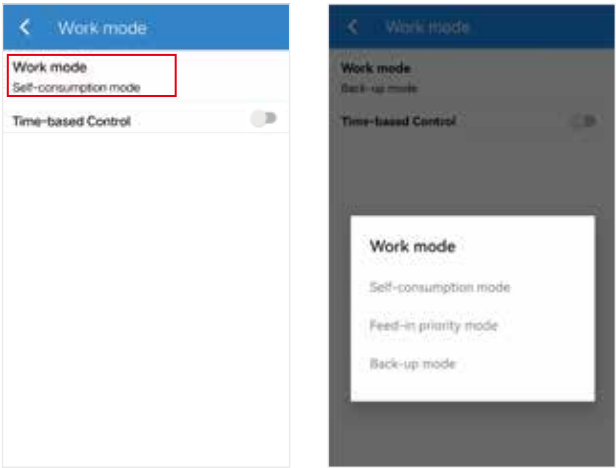 Work mode
Work mode
Self-consumption mode
Time-based Control
Work mode
Work mode
Back-up mode
Time-based Control
Work mode
Self-consumption mode
Feed-in priority mode
Back-up mode